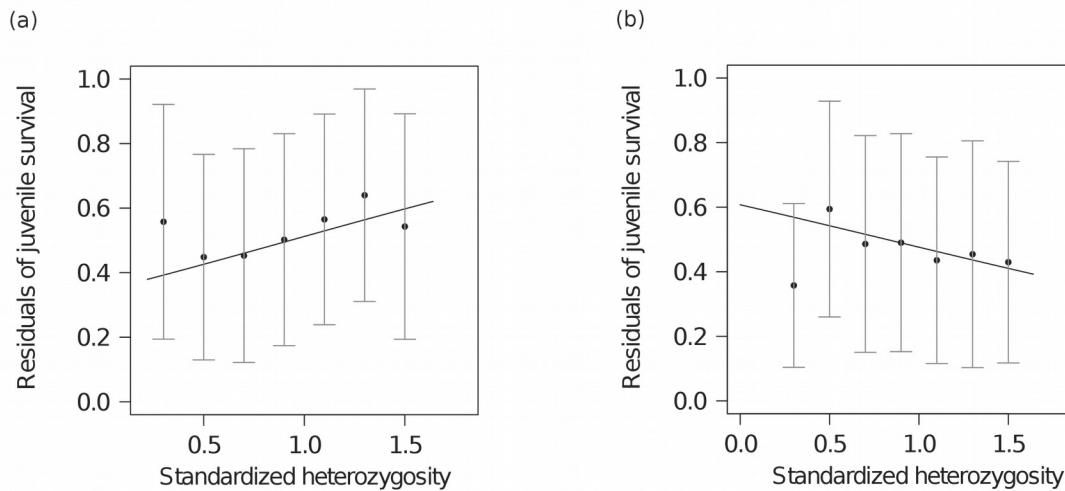 (a)
Residuals of juvenile survival
1.0
0.8
0.6
0.4
0.2
0.0
0.5 1.0 1.5
Standardized heterozygosity
(b)
Residuals of juvenile survival
1.0
0.8
0.6
0.4
0.2
0.0
0.0 0.5 1.0 1.5
Standardized heterozygosity